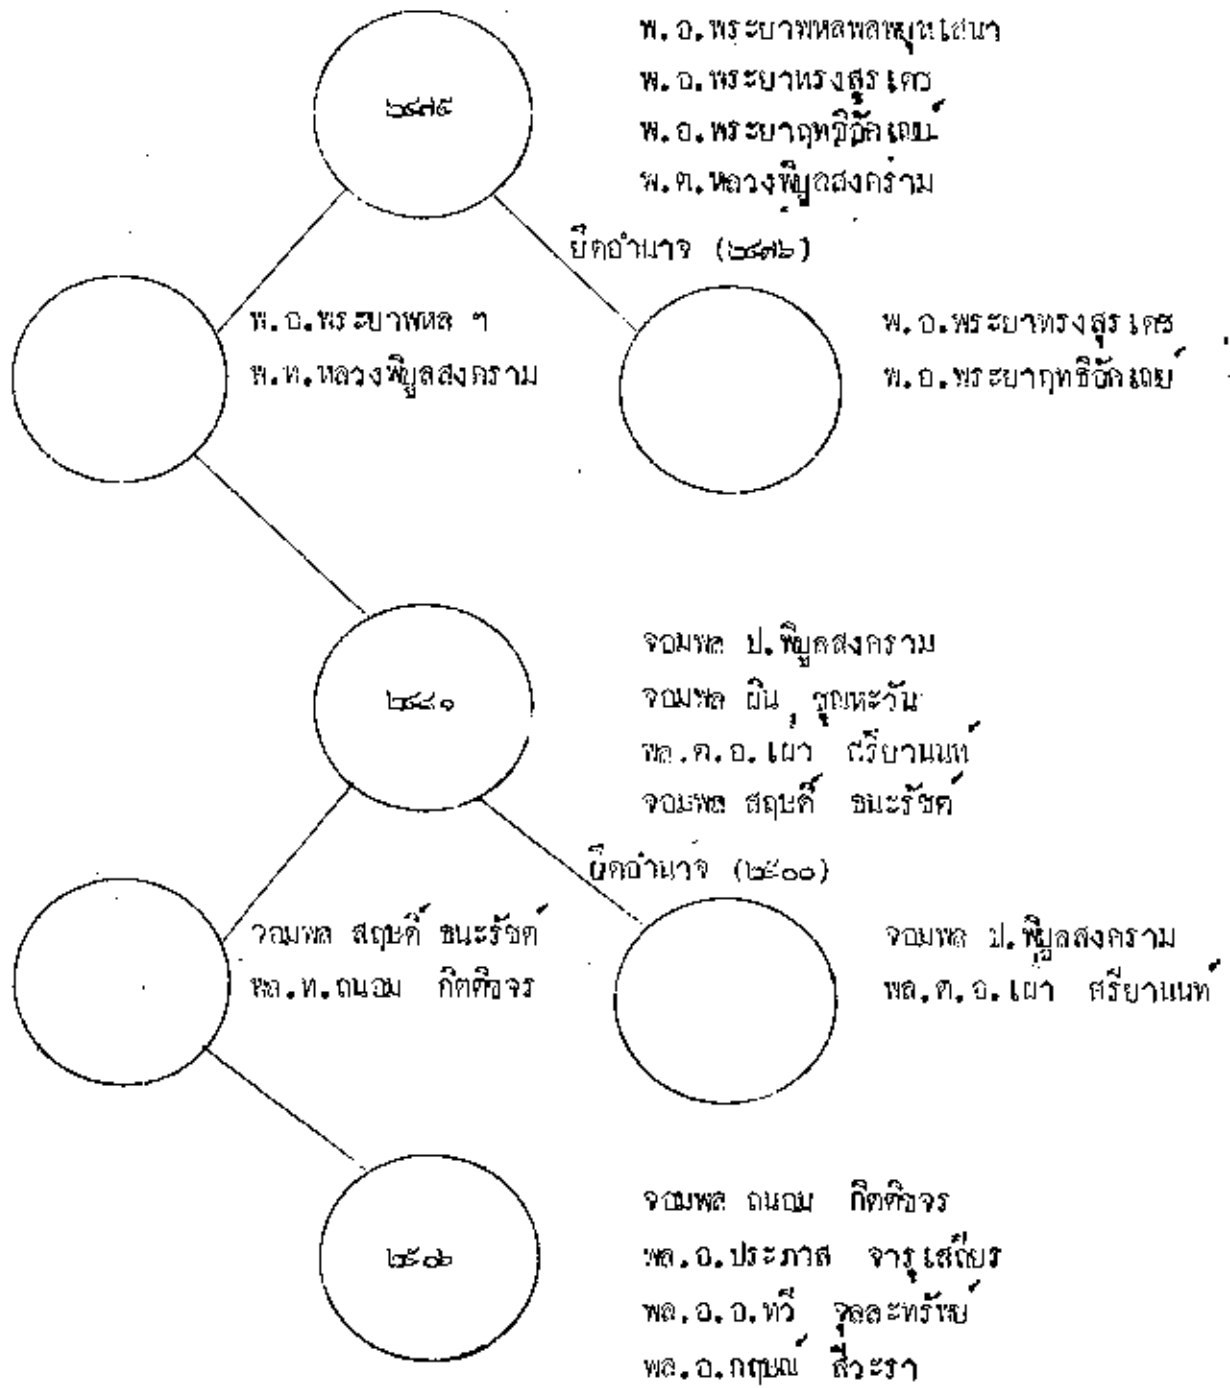 พ.อ.พระยาพหลพลพยุหเสนา
พ.อ.พระยาทรงสุรเดช
พ.อ.พระยาฤทธิอัคเณย์
พ.ต.หลวงพิบูลสงคราม
๒๔๗๕
ยึดอำนาจ (๒๔๗๖)
พ.อ.พระยาพหล ฯ
พ.ท.หลวงพิบูลสงคราม
พ.อ.พระยาทรงสุรเดช
พ.อ.พระยาฤทธิอัคเณย์
จอมพล ป.พิบูลสงคราม
จอมพล ผิน ชุณหะวัน
พล.ต.อ.เผ่า ศรียานนท์
จอมพล สฤษดิ์ ธนะรัชต์
๒๔๘๑
ยึดอำนาจ (๒๕๐๐)
จอมพล สฤษดิ์ ธนะรัชต์
พล.ท.ถนอม กิตติขจร
จอมพล ป.พิบูลสงคราม
พล.ต.อ.เผ่า ศรียานนท์
จอมพล ถนอม กิตติขจร
พล.อ.ประภาส จารุเสถียร
พล.อ.อ.ทวี จุลละทรัพย์
พล.อ.กฤษณ์ สีวะรา
๒๕๐๖